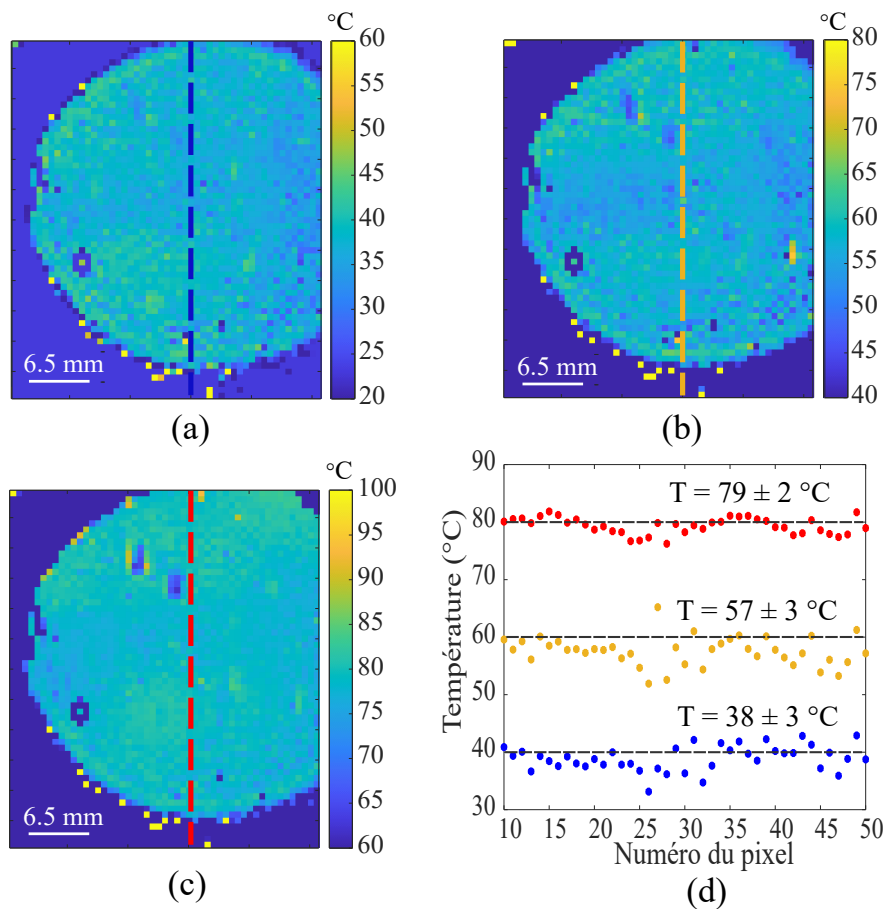 °C
60
55
50
45
40
35
30
25
20
6.5 mm
(a)
°C
80
75
70
65
60
55
50
45
40
6.5 mm
(b)
°C
100
95
90
85
80
75
70
65
60
6.5 mm
(c)
90
80
70
60
50
40
30
Température (°C)
T = 79 ± 2 °C
T = 57 ± 3 °C
T = 38 ± 3 °C
10 15 20 25 30 35 40 45 50
Numéro du pixel
(d)